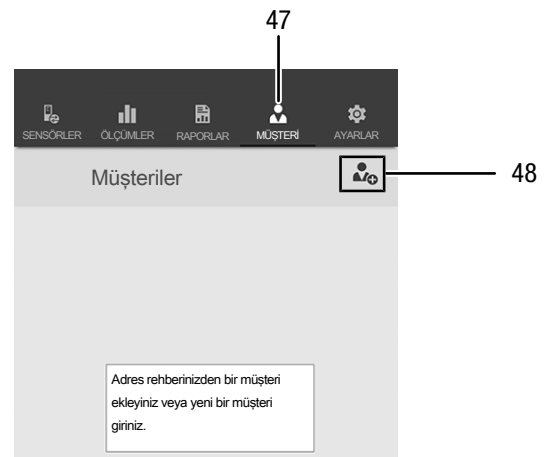 47
SENSÖRLER ÖLÇÜMLER RAPORLAR MÜŞTERİ AYARLAR
Müşteriler
48
Adres rehberinizden bir müşteri
ekleyiniz veya yeni bir müşteri
giriniz.